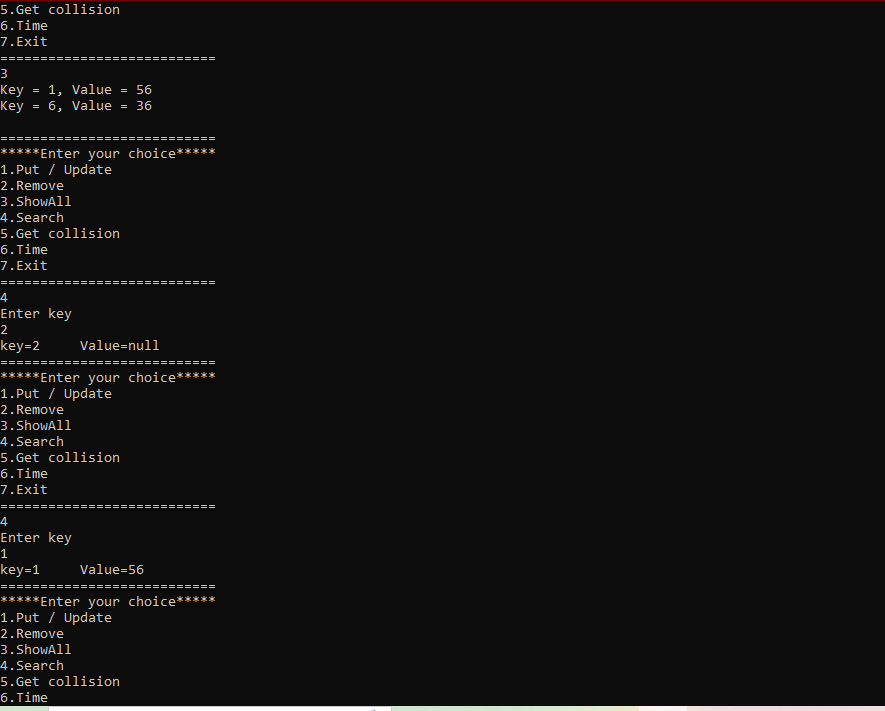 5.Get collision
6.Time
7.Exit
===========================
3
Key = 1, Value = 56
Key = 6, Value = 36

===========================
*****Enter your choice*****
1.Put / Update
2.Remove
3.ShowAll
4.Search
5.Get collision
6.Time
7.Exit
===========================
4
Enter key
2
key=2     Value=null
===========================
*****Enter your choice*****
1.Put / Update
2.Remove
3.ShowAll
4.Search
5.Get collision
6.Time
7.Exit
===========================
4
Enter key
1
key=1     Value=56
===========================
*****Enter your choice*****
1.Put / Update
2.Remove
3.ShowAll
4.Search
5.Get collision
6.Time